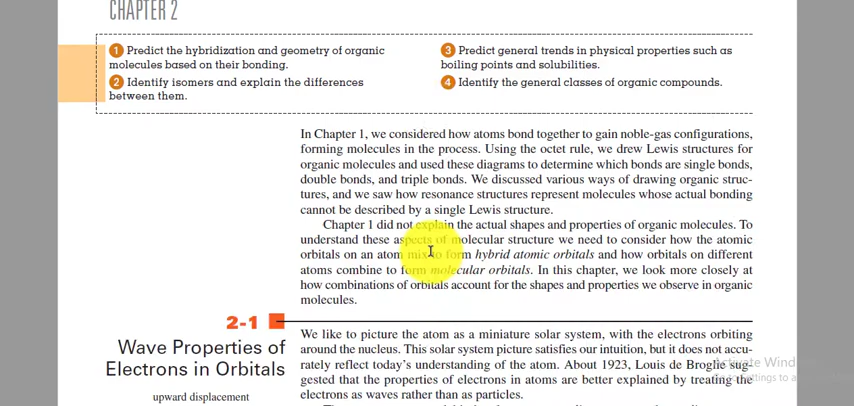 CHAPTER 2
1 Predict the hybridization and geometry of organic
molecules based on their bonding.
2 Identify isomers and explain the differences
between them.
3 Predict general trends in physical properties such as
boiling points and solubilities.
4 Identify the general classes of organic compounds.
In Chapter 1, we considered how atoms bond together to gain noble-gas configurations,
forming molecules in the process. Using the octet rule, we drew Lewis structures for
organic molecules and used these diagrams to determine which bonds are single bonds,
double bonds, and triple bonds. We discussed various ways of drawing organic struc-
tures, and we saw how resonance structures represent molecules whose actual bonding
cannot be described by a single Lewis structure.
Chapter 1 did not explain the actual shapes and properties of organic molecules. To
understand these aspects of molecular structure we need to consider how the atomic
orbitals on an atom mix to form hybrid atomic orbitals and how orbitals on different
atoms combine to form molecular orbitals. In this chapter, we look more closely at
how combinations of orbitals account for the shapes and properties we observe in organic
molecules.
2-1
Wave Properties of
Electrons in Orbitals
upward displacement
We like to picture the atom as a miniature solar system, with the electrons orbiting
around the nucleus. This solar system picture satisfies our intuition, but it does not accu-
rately reflect today's understanding of the atom. About 1923, Louis de Broglie sug-
gested that the properties of electrons in atoms are better explained by treating the
electrons as waves rather than as particles.
Activate Wind
Go to Settings to a